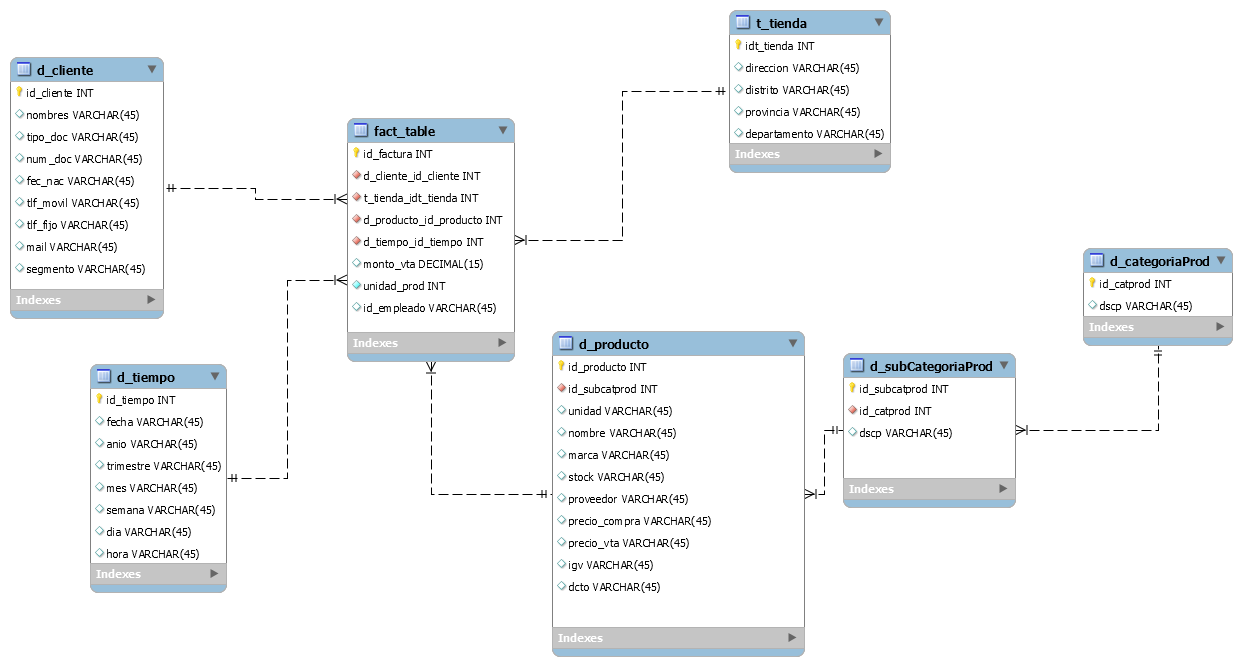 d_cliente
id_cliente INT
nombres VARCHAR(45)
tipo_doc VARCHAR(45)
num_doc VARCHAR(45)
fec_nac VARCHAR(45)
tlf_movil VARCHAR(45)
tlf_fijo VARCHAR(45)
mail VARCHAR(45)
segmento VARCHAR(45)
Indexes
d_tiempo
id_tiempo INT
fecha VARCHAR(45)
anio VARCHAR(45)
trimestre VARCHAR(45)
mes VARCHAR(45)
semana VARCHAR(45)
dia VARCHAR(45)
hora VARCHAR(45)
Indexes
fact_table
id_factura INT
d_cliente_id_cliente INT
t_tienda_idt_tienda INT
d_producto_id_producto INT
d_tiempo_id_tiempo INT
monto_vta DECIMAL(15)
unidad_prod INT
id_empleado VARCHAR(45)
Indexes
t_tienda
idt_tienda INT
direccion VARCHAR(45)
distrito VARCHAR(45)
provincia VARCHAR(45)
departamento VARCHAR(45)
Indexes
d_producto
id_producto INT
id_subcatprod INT
unidad VARCHAR(45)
nombre VARCHAR(45)
marca VARCHAR(45)
stock VARCHAR(45)
proveedor VARCHAR(45)
precio_compra VARCHAR(45)
precio_vta VARCHAR(45)
igv VARCHAR(45)
dcto VARCHAR(45)
Indexes
d_subCategoriaProd
id_subcatprod INT
id_catprod INT
dscp VARCHAR(45)
Indexes
d_categoriaProd
id_catprod INT
dscp VARCHAR(45)
Indexes